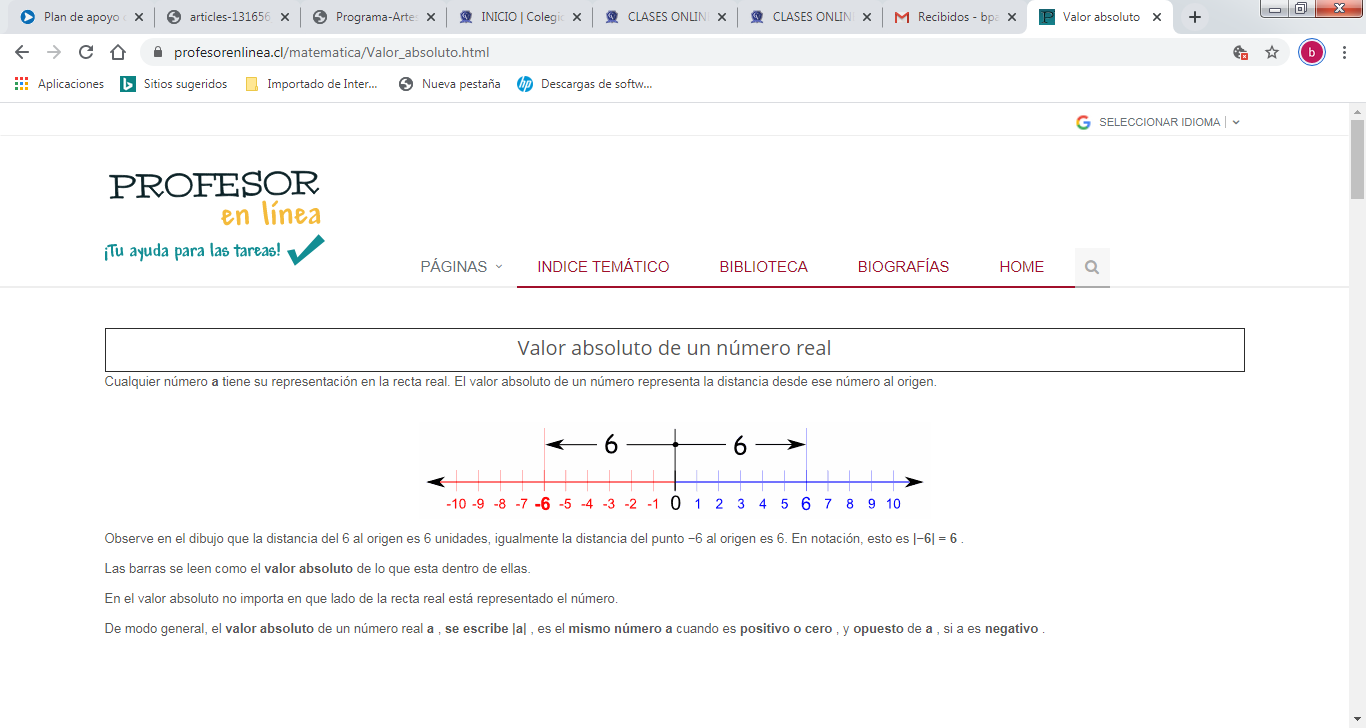 Plan de apoyo
articles-131656
Programa-Artes
INICIO | Colegio
CLASES ONLIN
CLASES ONLIN
Recibidos - bpa
Valor absoluto
profesorenlinea.cl/matematica/Valor_absoluto.html
b
Aplicaciones
Sitios sugeridos
Importado de Inter...
Nueva pestaña
Descargas de softw...
SELECCIONAR IDIOMA
PROFESOR
en línea
¡Tu ayuda para las tareas!
PÁGINAS
INDICE TEMÁTICO
BIBLIOTECA
BIOGRAFÍAS
HOME
Valor absoluto de un número real
Cualquier número a tiene su representación en la recta real. El valor absoluto de un número representa la distancia desde ese número al origen.
6 6
-10 -9 -8 -7 -6 -5 -4 -3 -2 -1 0 1 2 3 4 5 6 7 8 9 10
Observe en el dibujo que la distancia del 6 al origen es 6 unidades, igualmente la distancia del punto −6 al origen es 6. En notación, esto es |−6| = 6 .
Las barras se leen como el valor absoluto de lo que esta dentro de ellas.
En el valor absoluto no importa en que lado de la recta real está representado el número.
De modo general, el valor absoluto de un número real a , se escribe |a| , es el mismo número a cuando es positivo o cero , y opuesto de a , si a es negativo .